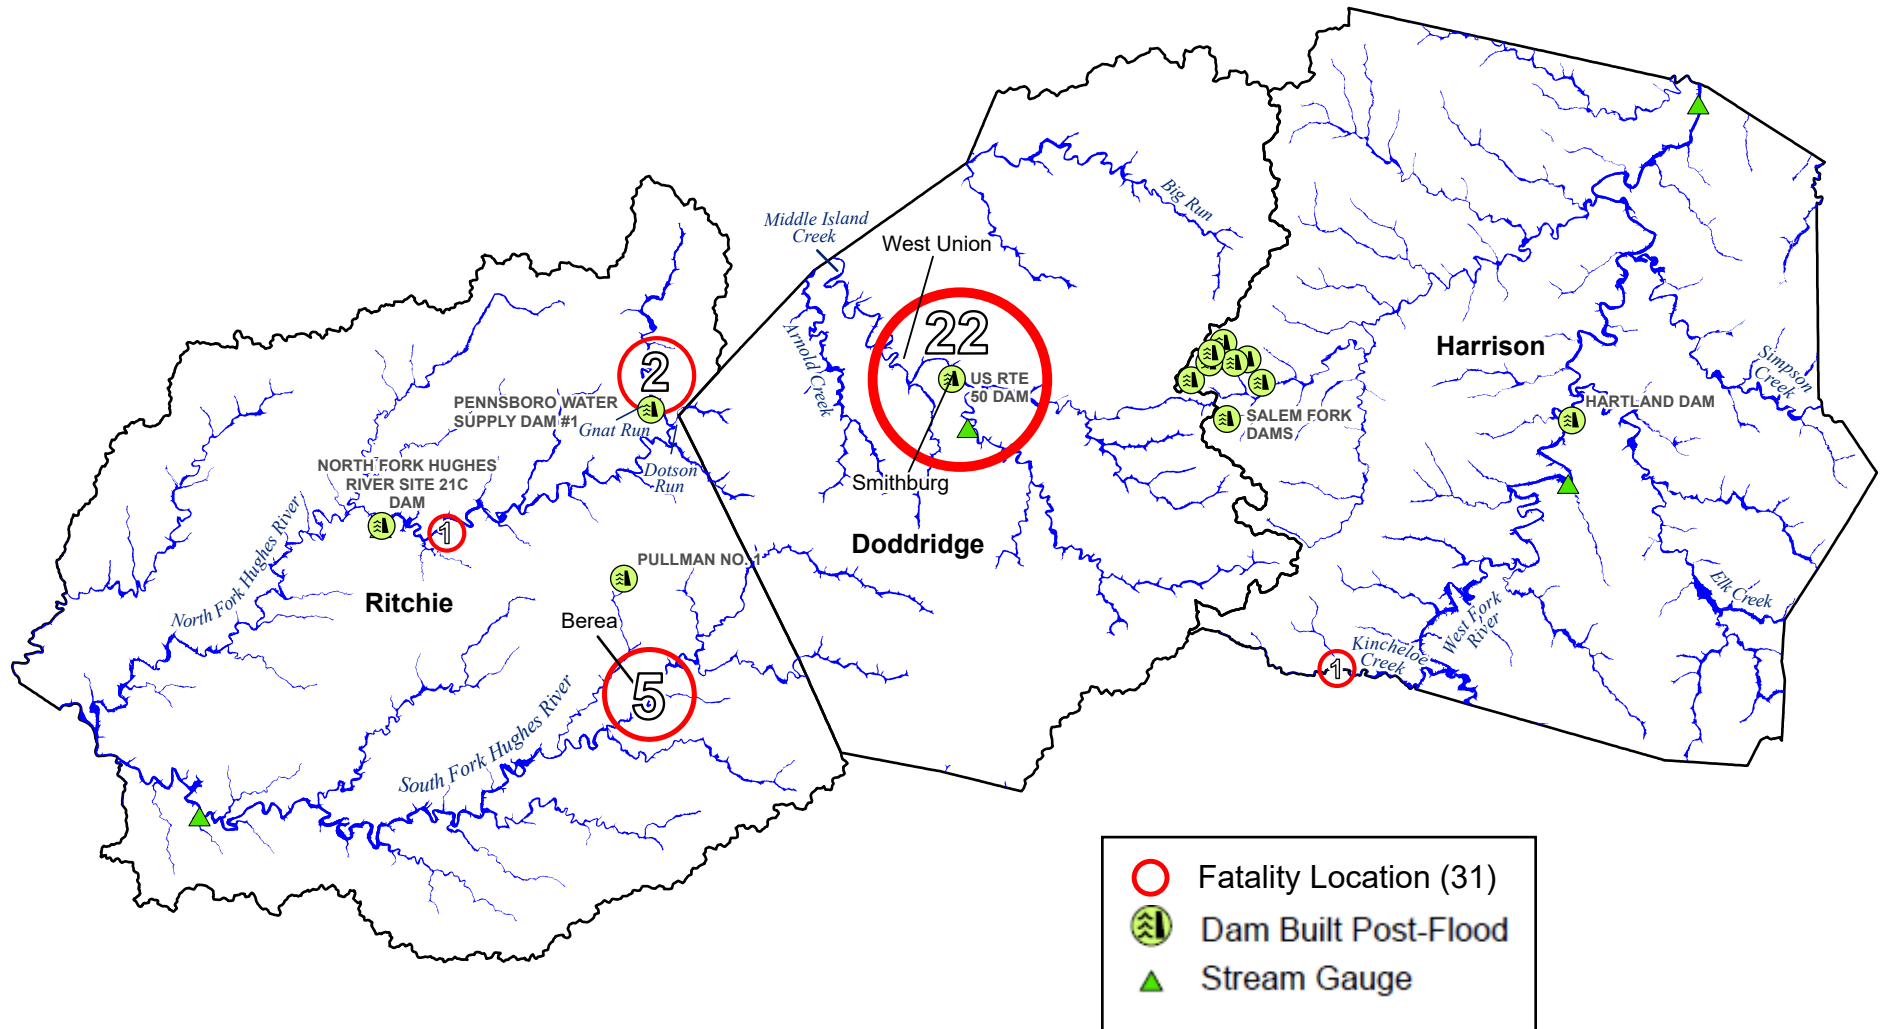 Middle Island
Creek
West Union
Big Run
Arnold Creek
22
US RTE
50 DAM
Smithburg
Doddridge
2
PENNSBORO WATER
SUPPLY DAM #1
Gnat Run
Dotson
Run
NORTH FORK HUGHES
RIVER SITE 21C
DAM
1
North Fork Hughes River
Ritchie
PULLMAN NO. 1
Berea
5
South Fork Hughes River
Harrison
Simpson
Creek
HARTLAND DAM
SALEM FORK
DAMS
Elk Creek
West Fork
River
Kincheloe
Creek
1
Fatality Location (31)
Dam Built Post-Flood
Stream Gauge